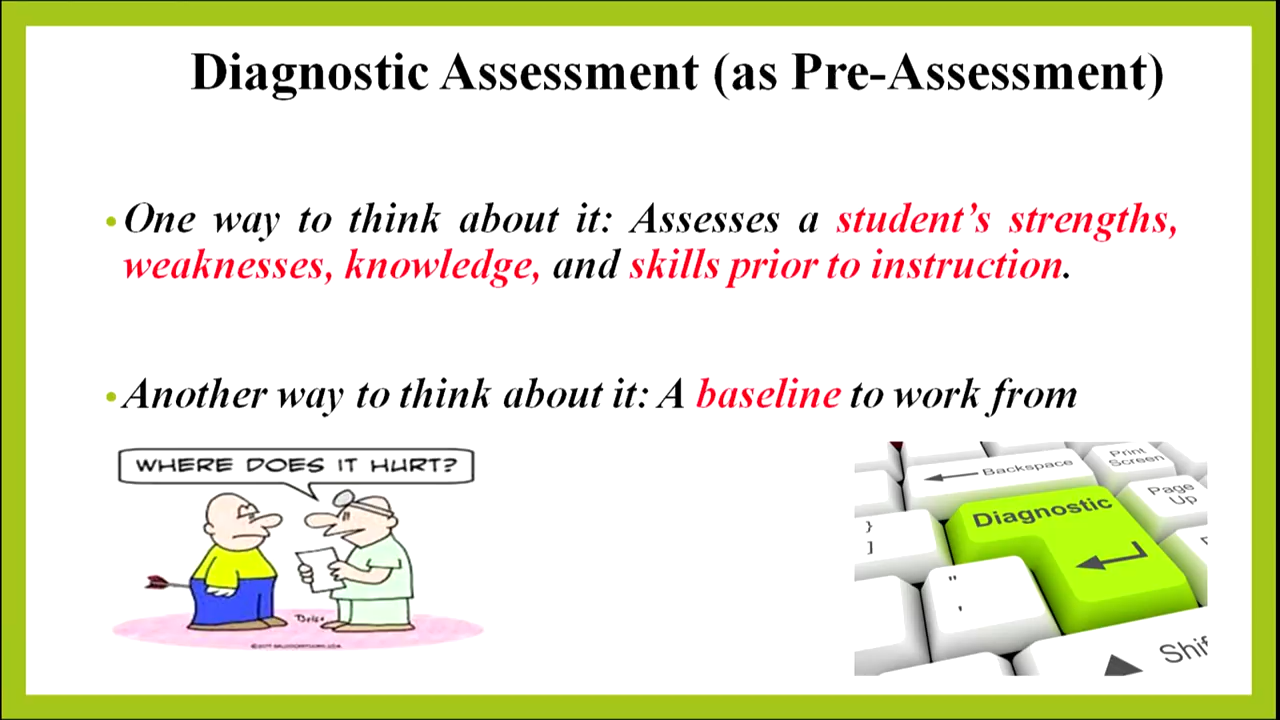 Diagnostic Assessment (as Pre-Assessment)
• One way to think about it: Assesses a student’s strengths,
weaknesses, knowledge, and skills prior to instruction.
• Another way to think about it: A baseline to work from
WHERE DOES IT HURT?
Backspace
Print
Screen
Page
Up
Diagnostic
}
]
"
'
Shif